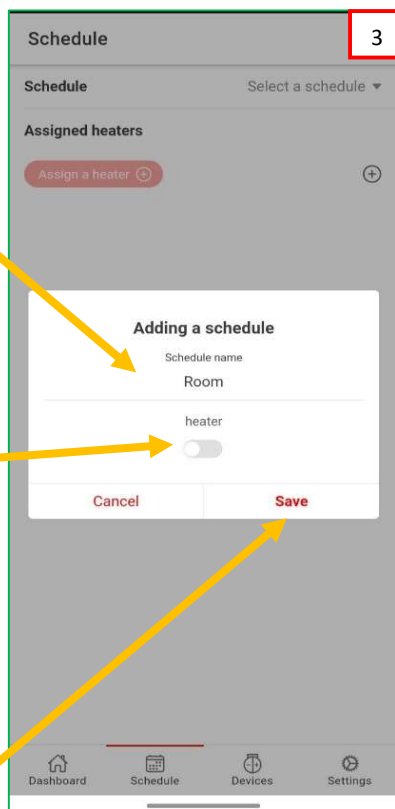 Schedule
3
Schedule Select a schedule
Assigned heaters
Assign a heater
Adding a schedule
Schedule name
Room
heater
Cancel Save
Dashboard Schedule Devices Settings